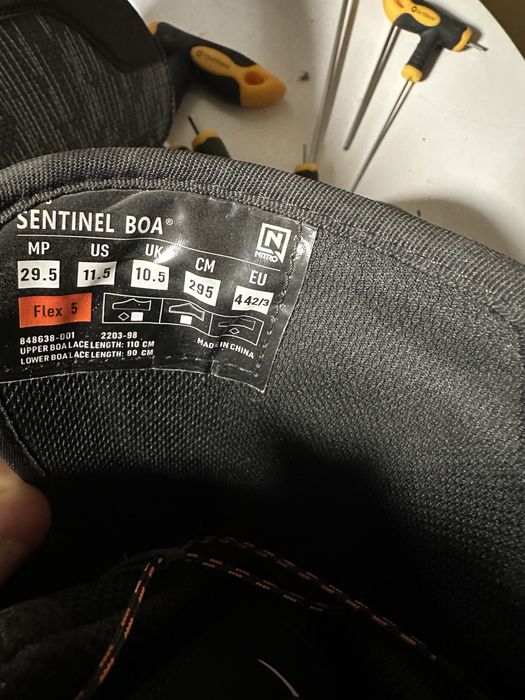 SENTINEL BOA®
NITRO
MP US UK CM EU
29.5 11.5 10.5 295 44 2/3
Flex 5
848638-001 2203-98
UPPER BOA LACE LENGTH: 110 CM
LOWER BOA LACE LENGTH: 90 CM
MADE IN CHINA